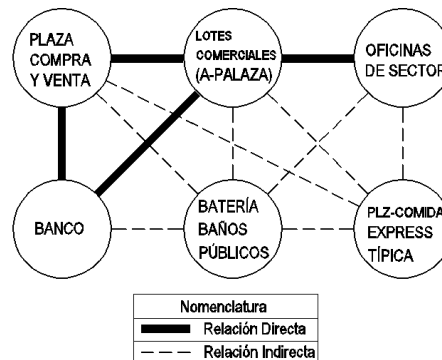 PLAZA
COMPRA
Y VENTA
LOTES
COMERCIALES
(A-PALAZA)
OFICINAS
DE SECTOR
BANCO
BATERÍA
BAÑOS
PÚBLICOS
PLZ-COMIDA
EXPRESS
TÍPICA
Nomenclatura
Relación Directa
Relación Indirecta